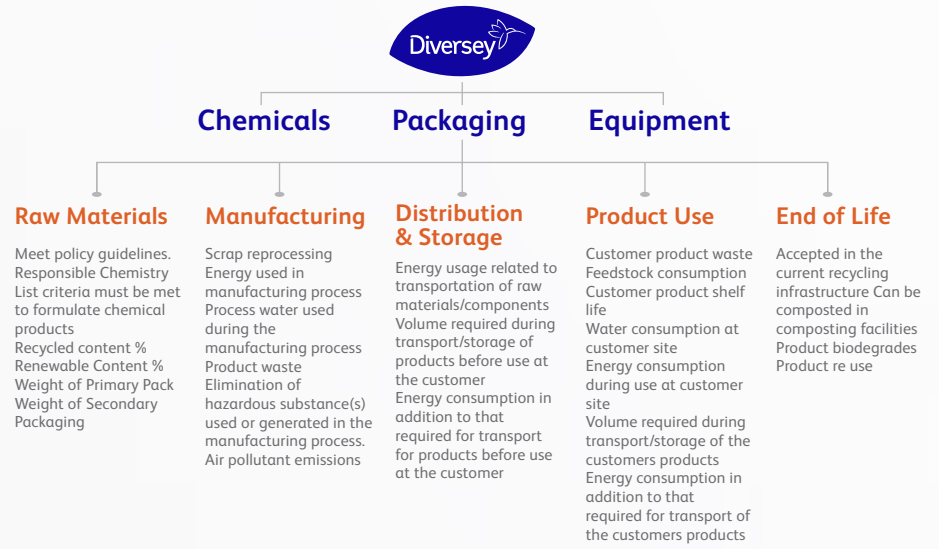 Diversey
Chemicals
Packaging
Equipment
Raw Materials
Meet policy guidelines.
Responsible Chemistry
List criteria must be met
to formulate chemical
products
Recycled content %
Renewable Content %
Weight of Primary Pack
Weight of Secondary
Packaging
Manufacturing
Scrap reprocessing
Energy used in
manufacturing process
Process water used
during the
manufacturing process
Product waste
Elimination of
hazardous substance(s)
used or generated in the
manufacturing process.
Air pollutant emissions
Distribution
& Storage
Energy usage related to
transportation of raw
materials/components
Volume required during
transport/storage of
products before use at
the customer
Energy consumption in
addition to that
required for transport
for products before use
at the customer
Product Use
Customer product waste
Feedstock consumption
Customer product shelf
life
Water consumption at
customer site
Energy consumption
during use at customer
site
Volume required during
transport/storage of the
customers products
Energy consumption in
addition to that
required for transport of
the customers products
End of Life
Accepted in the
current recycling
infrastructure Can be
composted in
composting facilities
Product biodegrades
Product re use